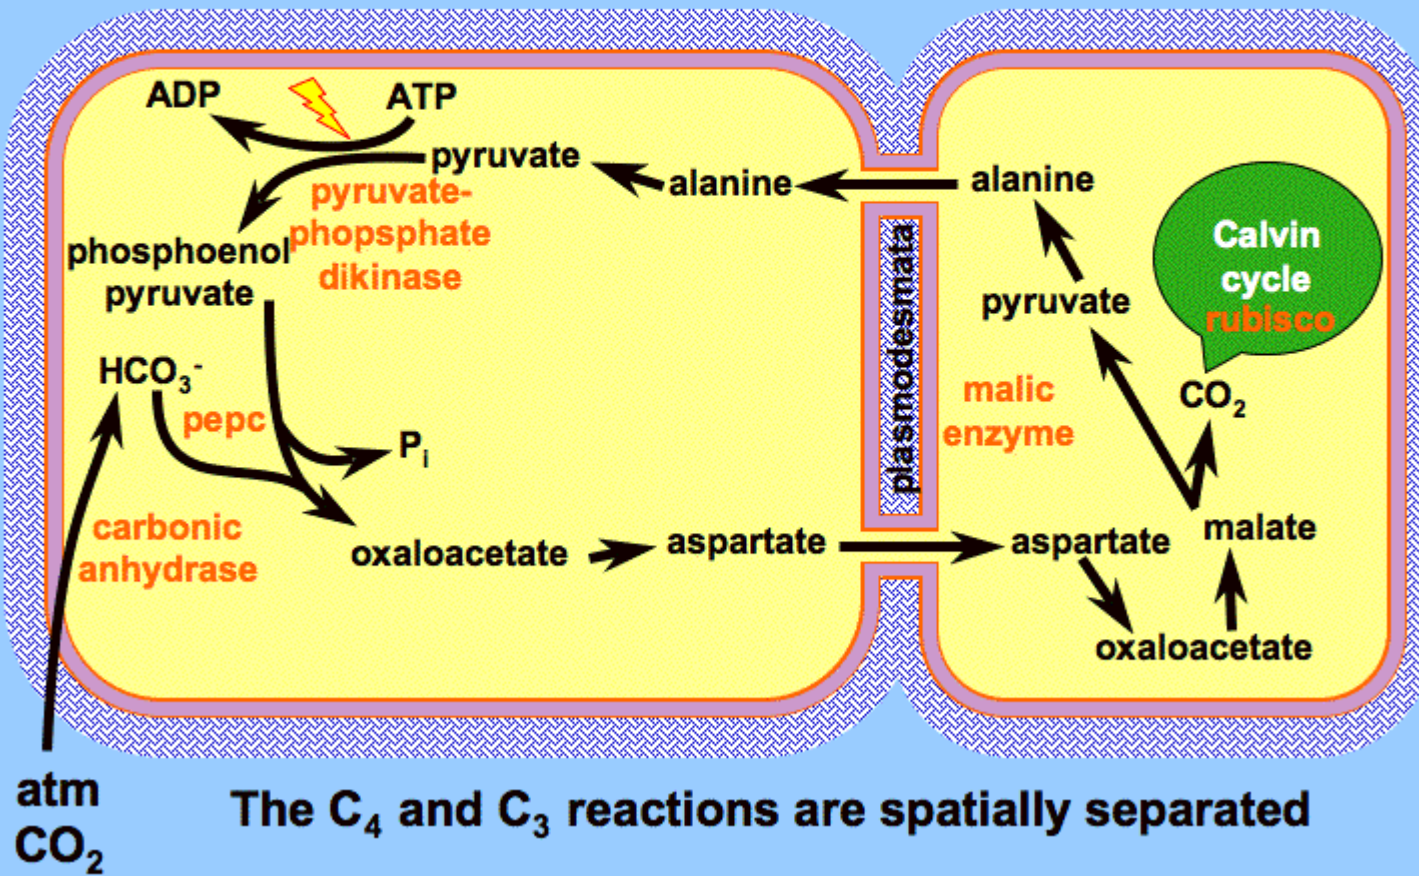 ADP
ATP
pyruvate
alanine
alanine
pyruvate-
phopsphate
dikinase
phosphoenol
pyruvate
Calvin
cycle
rubisco
pyruvate
HCO₃⁻
pepc
Pᵢ
plasmodesmata
malic
enzyme
CO₂
carbonic
anhydrase
oxaloacetate
aspartate
aspartate
malate
oxaloacetate
atm
CO₂
The C₄ and C₃ reactions are spatially separated